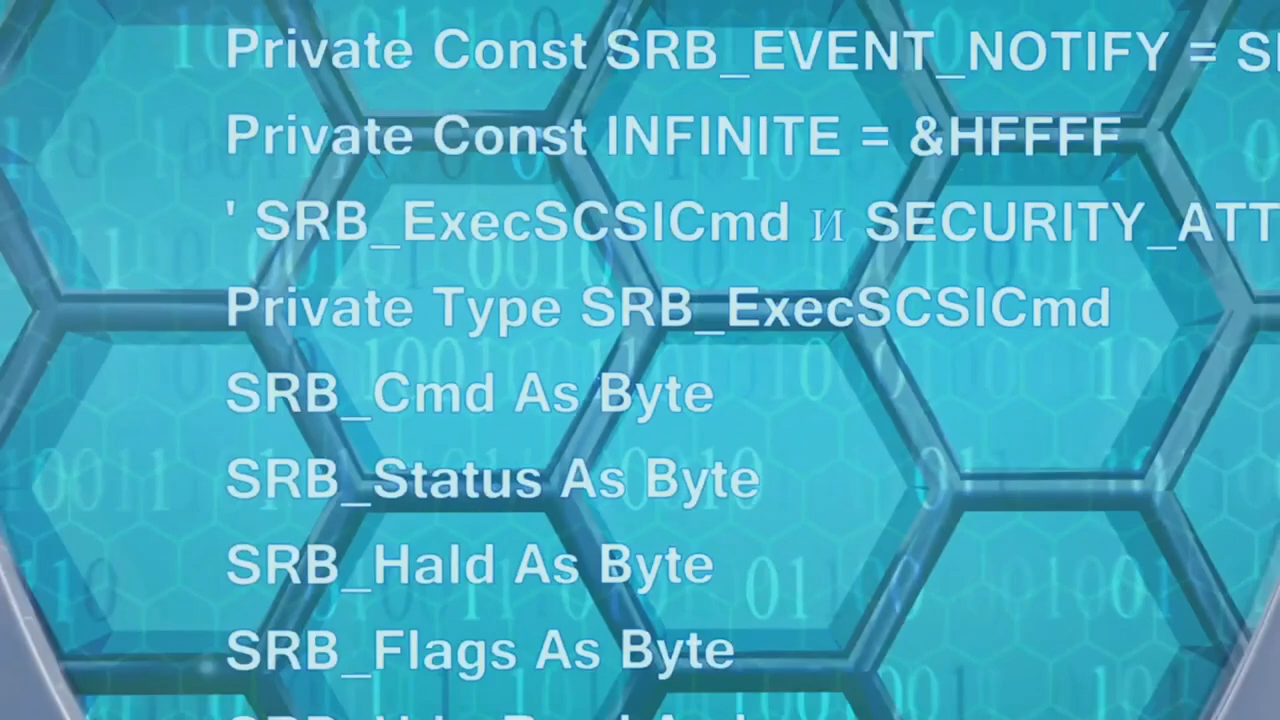 Private Const SRB_EVENT_NOTIFY =
Private Const INFINITE = &HFFFF
' SRB_ExecSCSICmd и SECURITY_ATT
Private Type SRB_ExecSCSICmd
SRB_Cmd As Byte
SRB_Status As Byte
SRB_HaId As Byte
SRB_Flags As Byte